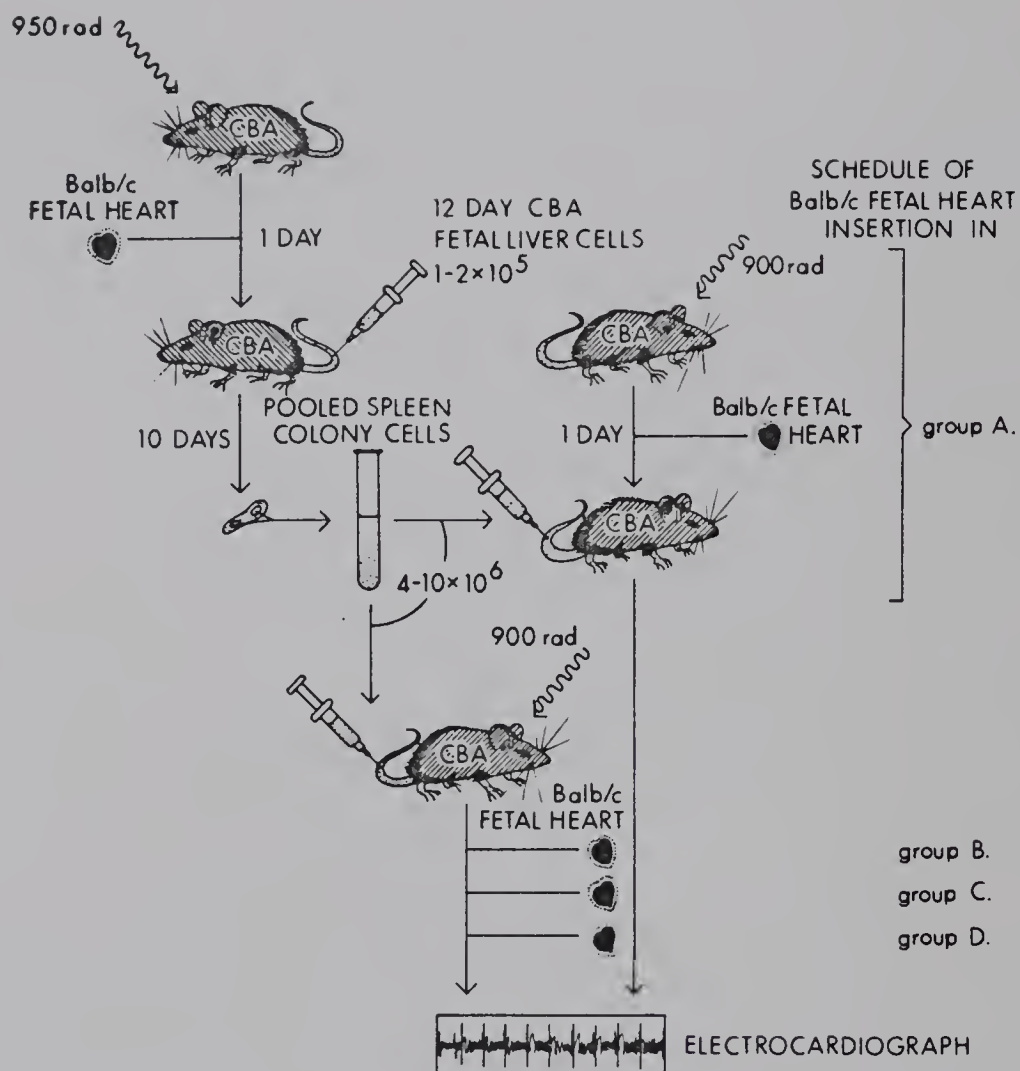 950 rad
CBA
Balb/c
FETAL HEART
1 DAY
12 DAY CBA
FETAL LIVER CELLS
1-2×10⁵
SCHEDULE OF
Balb/c FETAL HEART
INSERTION IN
900 rad
CBA
CBA
10 DAYS
POOLED SPLEEN
COLONY CELLS
1 DAY
Balb/c FETAL
HEART
group A.
CBA
4-10×10⁶
900 rad
CBA
Balb/c
FETAL HEART
group B.
group C.
group D.
ELECTROCARDIOGRAPH